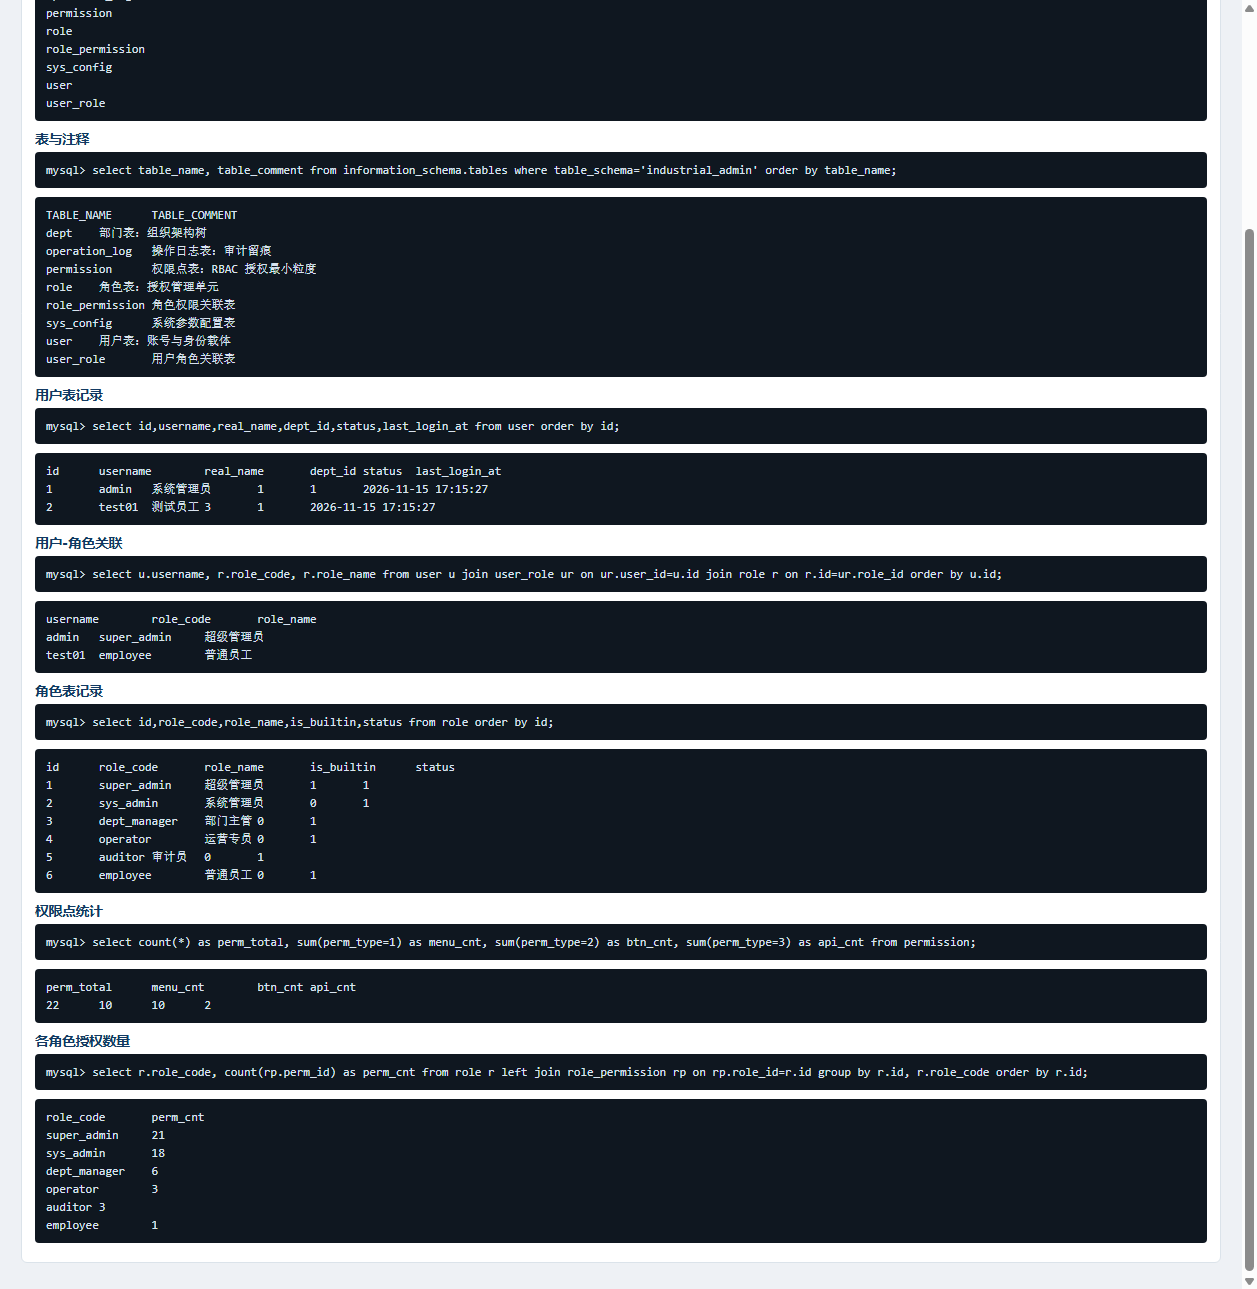 permission
role
role_permission
sys_config
user
user_role
表与注释
mysql> select table_name, table_comment from information_schema.tables where table_schema='industrial_admin' order by table_name;
TABLE_NAME TABLE_COMMENT
dept 部门表：组织架构树
operation_log 操作日志表：审计留痕
permission 权限点表：RBAC 授权最小粒度
role 角色表：授权管理单元
role_permission 角色权限关联表
sys_config 系统参数配置表
user 用户表：账号与身份载体
user_role 用户角色关联表
用户表记录
mysql> select id,username,real_name,dept_id,status,last_login_at from user order by id;
id username real_name dept_id status last_login_at
1 admin 系统管理员 1 1 2026-11-15 17:15:27
2 test01 测试员工 3 1 2026-11-15 17:15:27
用户-角色关联
mysql> select u.username, r.role_code, r.role_name from user u join user_role ur on ur.user_id=u.id join role r on r.id=ur.role_id order by u.id;
username role_code role_name
admin super_admin 超级管理员
test01 employee 普通员工
角色表记录
mysql> select id,role_code,role_name,is_builtin,status from role order by id;
id role_code role_name is_builtin status
1 super_admin 超级管理员 1 1
2 sys_admin 系统管理员 0 1
3 dept_manager 部门主管 0 1
4 operator 运营专员 0 1
5 auditor 审计员 0 1
6 employee 普通员工 0 1
权限点统计
mysql> select count(*) as perm_total, sum(perm_type=1) as menu_cnt, sum(perm_type=2) as btn_cnt, sum(perm_type=3) as api_cnt from permission;
perm_total menu_cnt btn_cnt api_cnt
22 10 10 2
各角色授权数量
mysql> select r.role_code, count(rp.perm_id) as perm_cnt from role r left join role_permission rp on rp.role_id=r.id group by r.id, r.role_code order by r.id;
role_code perm_cnt
super_admin 21
sys_admin 18
dept_manager 6
operator 3
auditor 3
employee 1